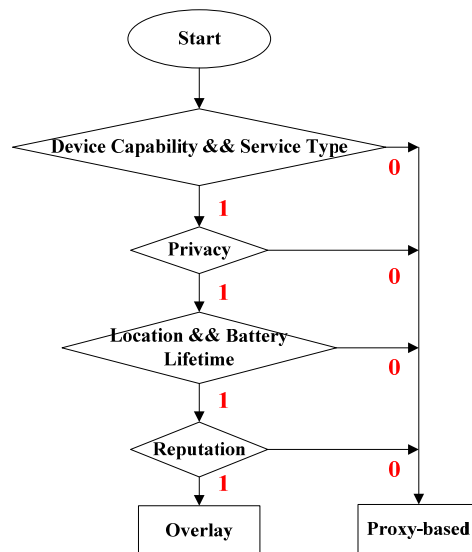 Start
Device Capability && Service Type
0
1
Privacy
0
1
Location && Battery
Lifetime
0
1
Reputation
0
1
Overlay
Proxy-based